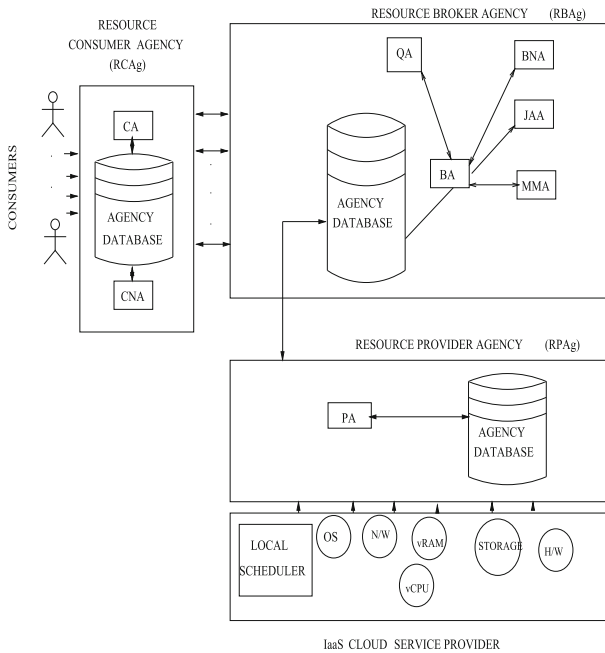 RESOURCE
CONSUMER AGENCY
(RCAg)
RESOURCE BROKER AGENCY (RBAg)
CONSUMERS
CA
AGENCY
DATABASE
CNA
QA
BNA
JAA
BA
MMA
AGENCY
DATABASE
RESOURCE PROVIDER AGENCY (RPAg)
PA
AGENCY
DATABASE
LOCAL
SCHEDULER
OS
N/W
vRAM
vCPU
STORAGE
H/W
IaaS CLOUD SERVICE PROVIDER